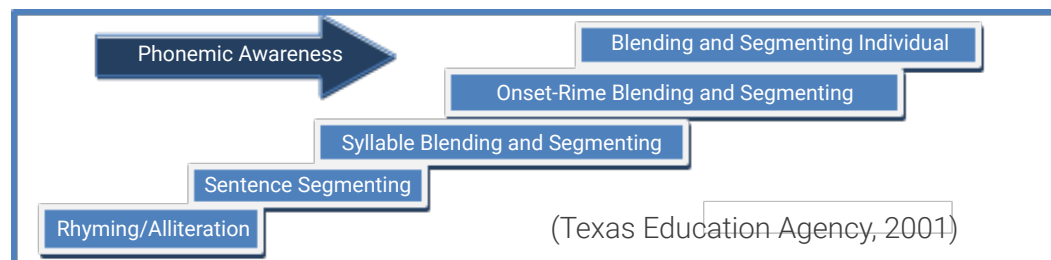 Phonemic Awareness
Blending and Segmenting Individual
Onset-Rime Blending and Segmenting
Syllable Blending and Segmenting
Sentence Segmenting
Rhyming/Alliteration
(Texas Education Agency, 2001)